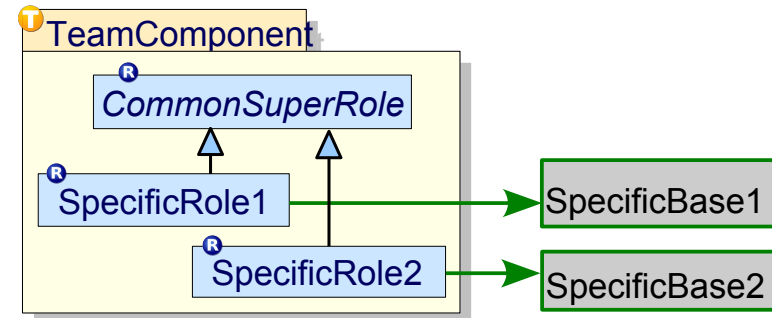 T
TeamComponent
R
CommonSuperRole
R
SpecificRole1
SpecificBase1
R
SpecificRole2
SpecificBase2